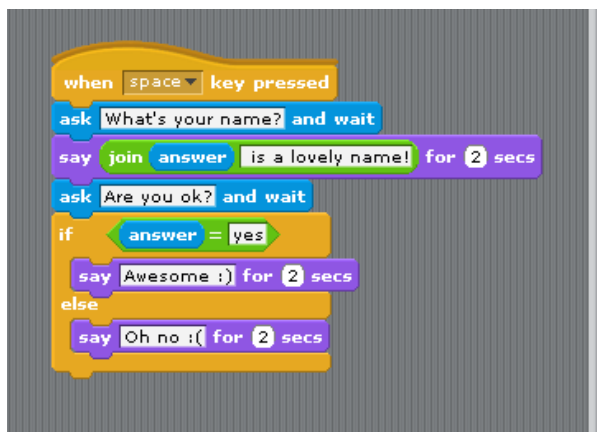 when space key pressed
ask What's your name? and wait
say join answer is a lovely name! for 2 secs
ask Are you ok? and wait
if answer = yes
say Awesome :) for 2 secs
else
say Oh no :( for 2 secs